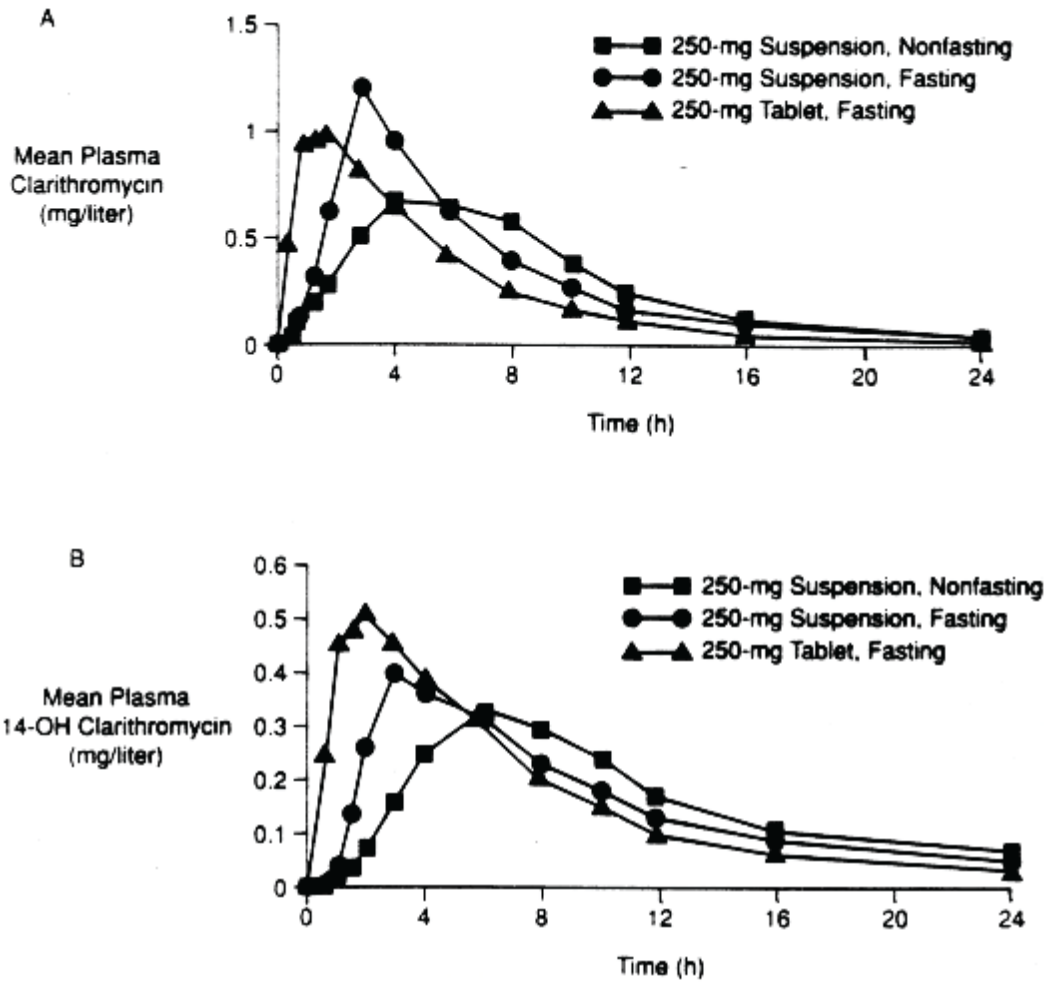 A
1.5
1
0.5
0
Mean Plasma
Clarithromycin
(mg/liter)
250-mg Suspension, Nonfasting
250-mg Suspension, Fasting
250-mg Tablet, Fasting
0 4 8 12 16 20 24
Time (h)
B
0.6
0.5
0.4
0.3
0.2
0.1
0
Mean Plasma
14-OH Clarithromycin
(mg/liter)
250-mg Suspension, Nonfasting
250-mg Suspension, Fasting
250-mg Tablet, Fasting
0 4 8 12 16 20 24
Time (h)